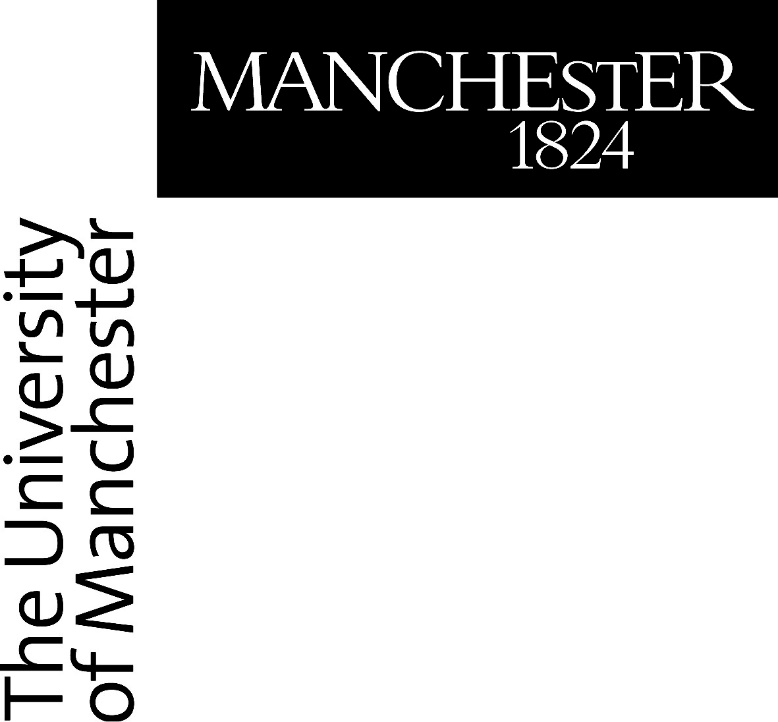 MANCHEsTER
1824
The University
of Manchester